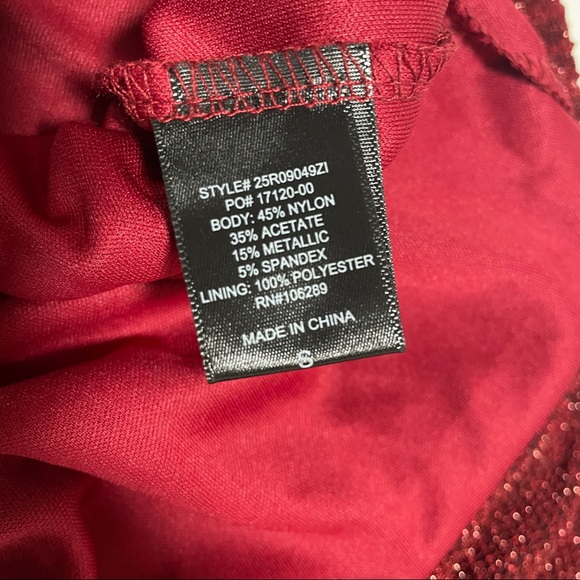 STYLE# 25R09049ZI
PO# 17120-00
BODY: 45% NYLON
35% ACETATE
15% METALLIC
5% SPANDEX
LINING: 100% POLYESTER
RN#106289
MADE IN CHINA
S